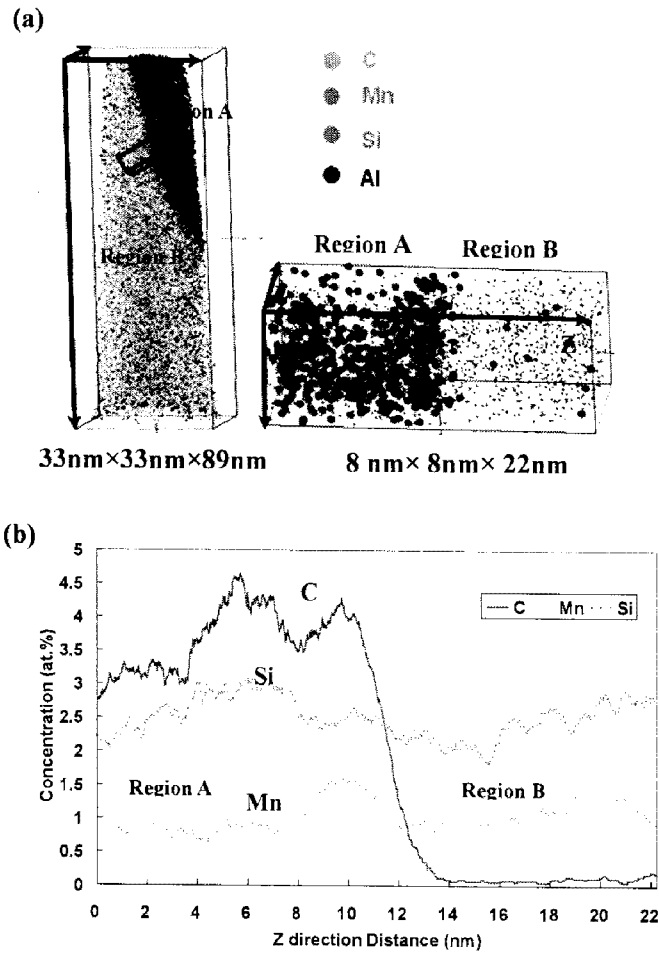 (a)
C
Mn
Si
Al
Region B
Region A
Region B
33nm×33nm×89nm
8 nm× 8nm× 22nm
(b)
5
4.5
4
3.5
3
2.5
2
1.5
1
0.5
0
Concentration (at.%)
C
Si
Mn
Region A
Region B
C Mn Si
0 2 4 6 8 10 12 14 16 18 20 22
Z direction Distance (nm)